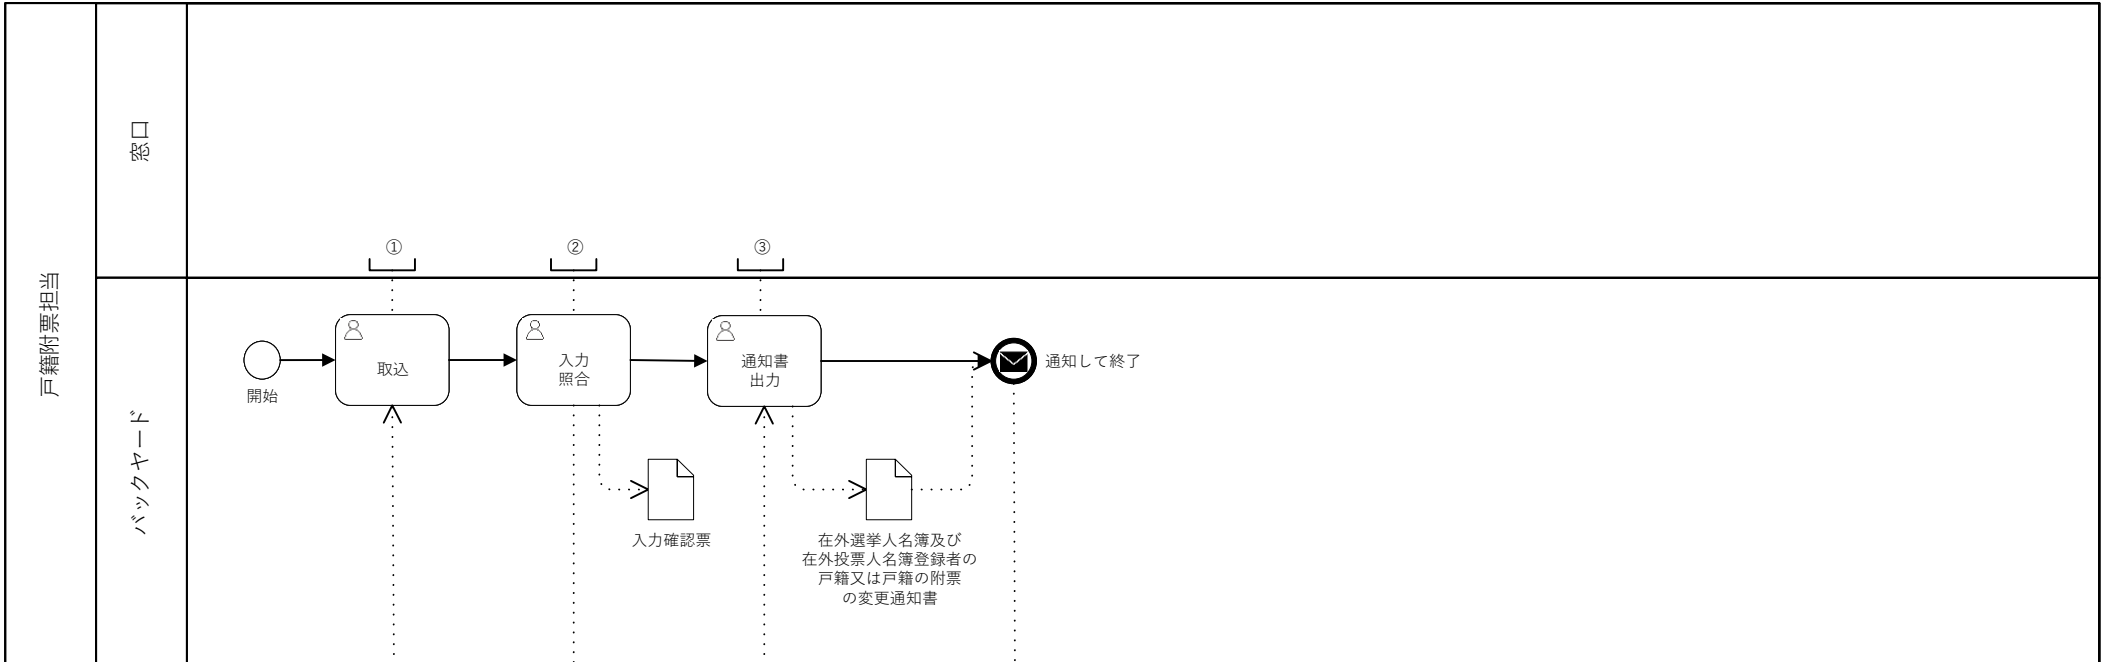 戸籍附票担当
窓口
バックヤード
①
②
③
開始
取込
入力
照合
通知書
出力
通知して終了
入力確認票
在外選挙人名簿及び
在外投票人名簿登録者の
戸籍又は戸籍の附票
の変更通知書